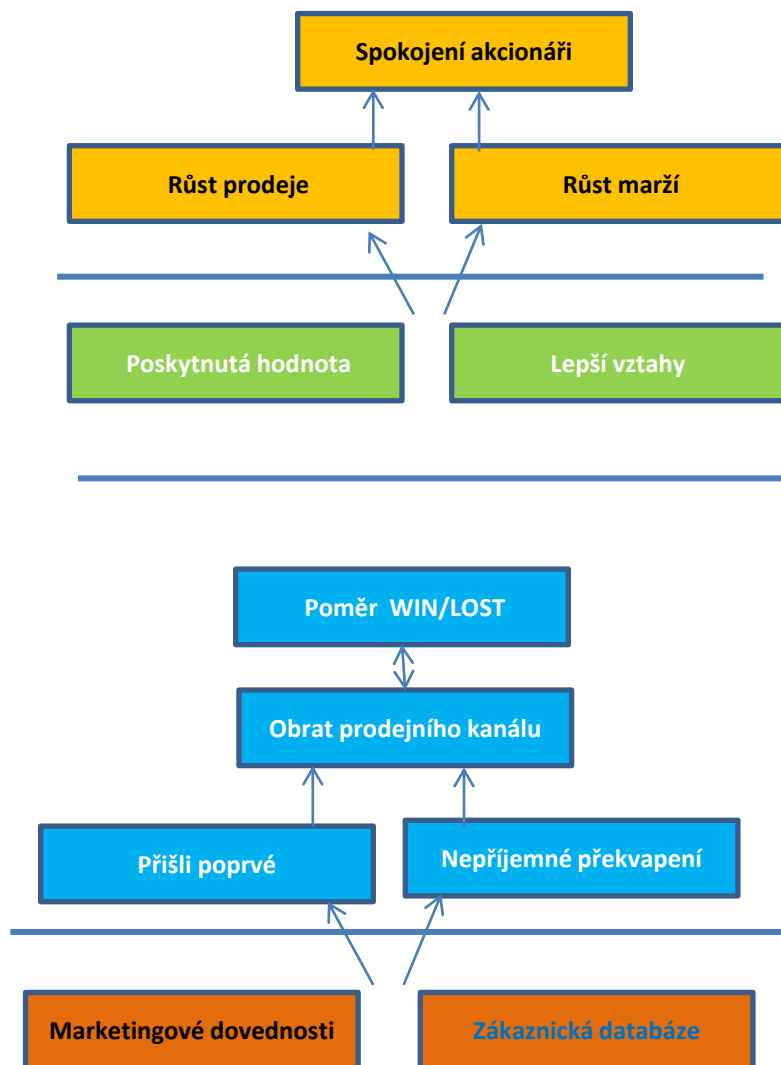 Spokojení akcionáři
Růst prodeje
Růst marží
Poskytnutá hodnota
Lepší vztahy
Poměr  WIN/LOST
Obrat prodejního kanálu
Přišli poprvé
Nepříjemné překvapení
Marketingové dovednosti
Zákaznická databáze